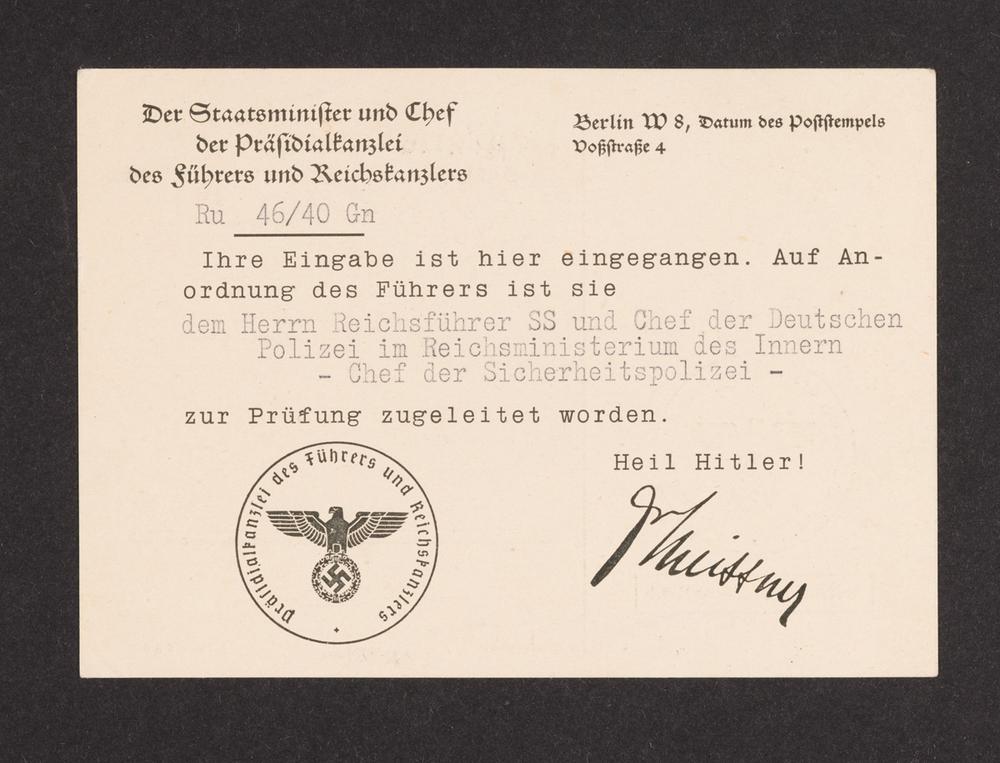 Der Staatsminister und Chef
der Präsidialkanzlei
des Führers und Reichskanzlers
Berlin W 8, Datum des Poststempels
Voßstraße 4
Ru 46/40 Gn
Ihre Eingabe ist hier eingegangen. Auf An-
ordnung des Führers ist sie
dem Herrn Reichsführer SS und Chef der Deutschen
Polizei im Reichsministerium des Innern
- Chef der Sicherheitspolizei -
zur Prüfung zugeleitet worden.
Heil Hitler!
Meissner
Präsidialkanzlei des Führers und Reichskanzlers